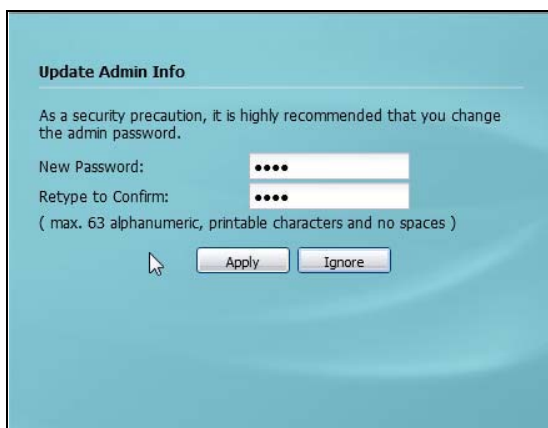 Update Admin Info
As a security precaution, it is highly recommended that you change
the admin password.
New Password: ••••
Retype to Confirm: ••••
( max. 63 alphanumeric, printable characters and no spaces )
Apply Ignore